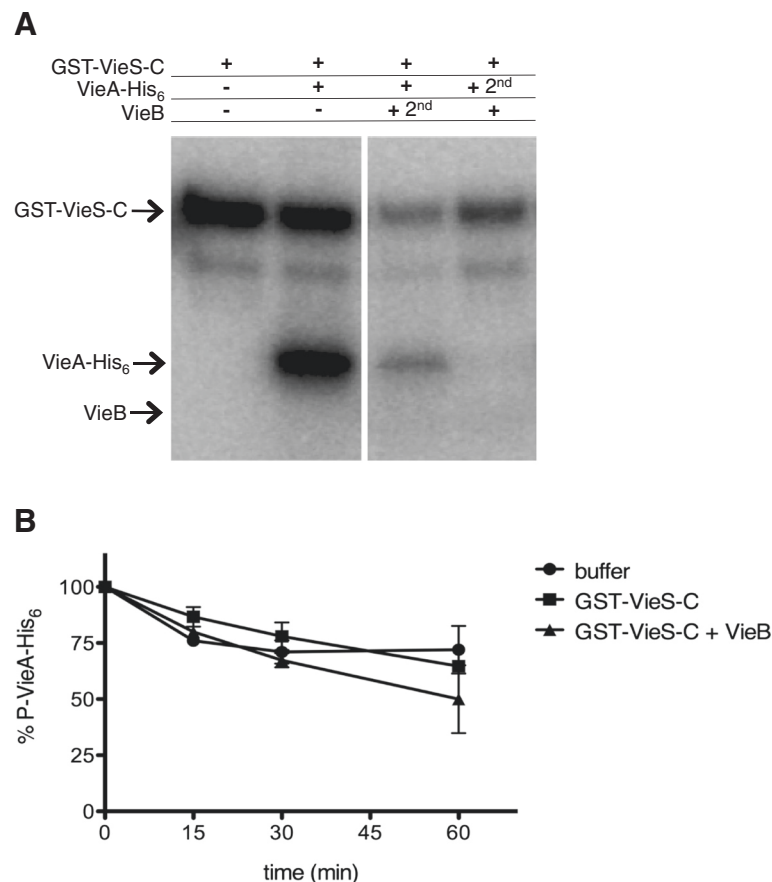 A
GST-VieS-C + + + +
VieA-His₆ - + + + 2ⁿᵈ
VieB - - + 2ⁿᵈ +
GST-VieS-C
VieA-His₆
VieB
B
100
75
50
25
0
% P-VieA-His₆
0 15 30 45 60
time (min)
buffer
GST-VieS-C
GST-VieS-C + VieB